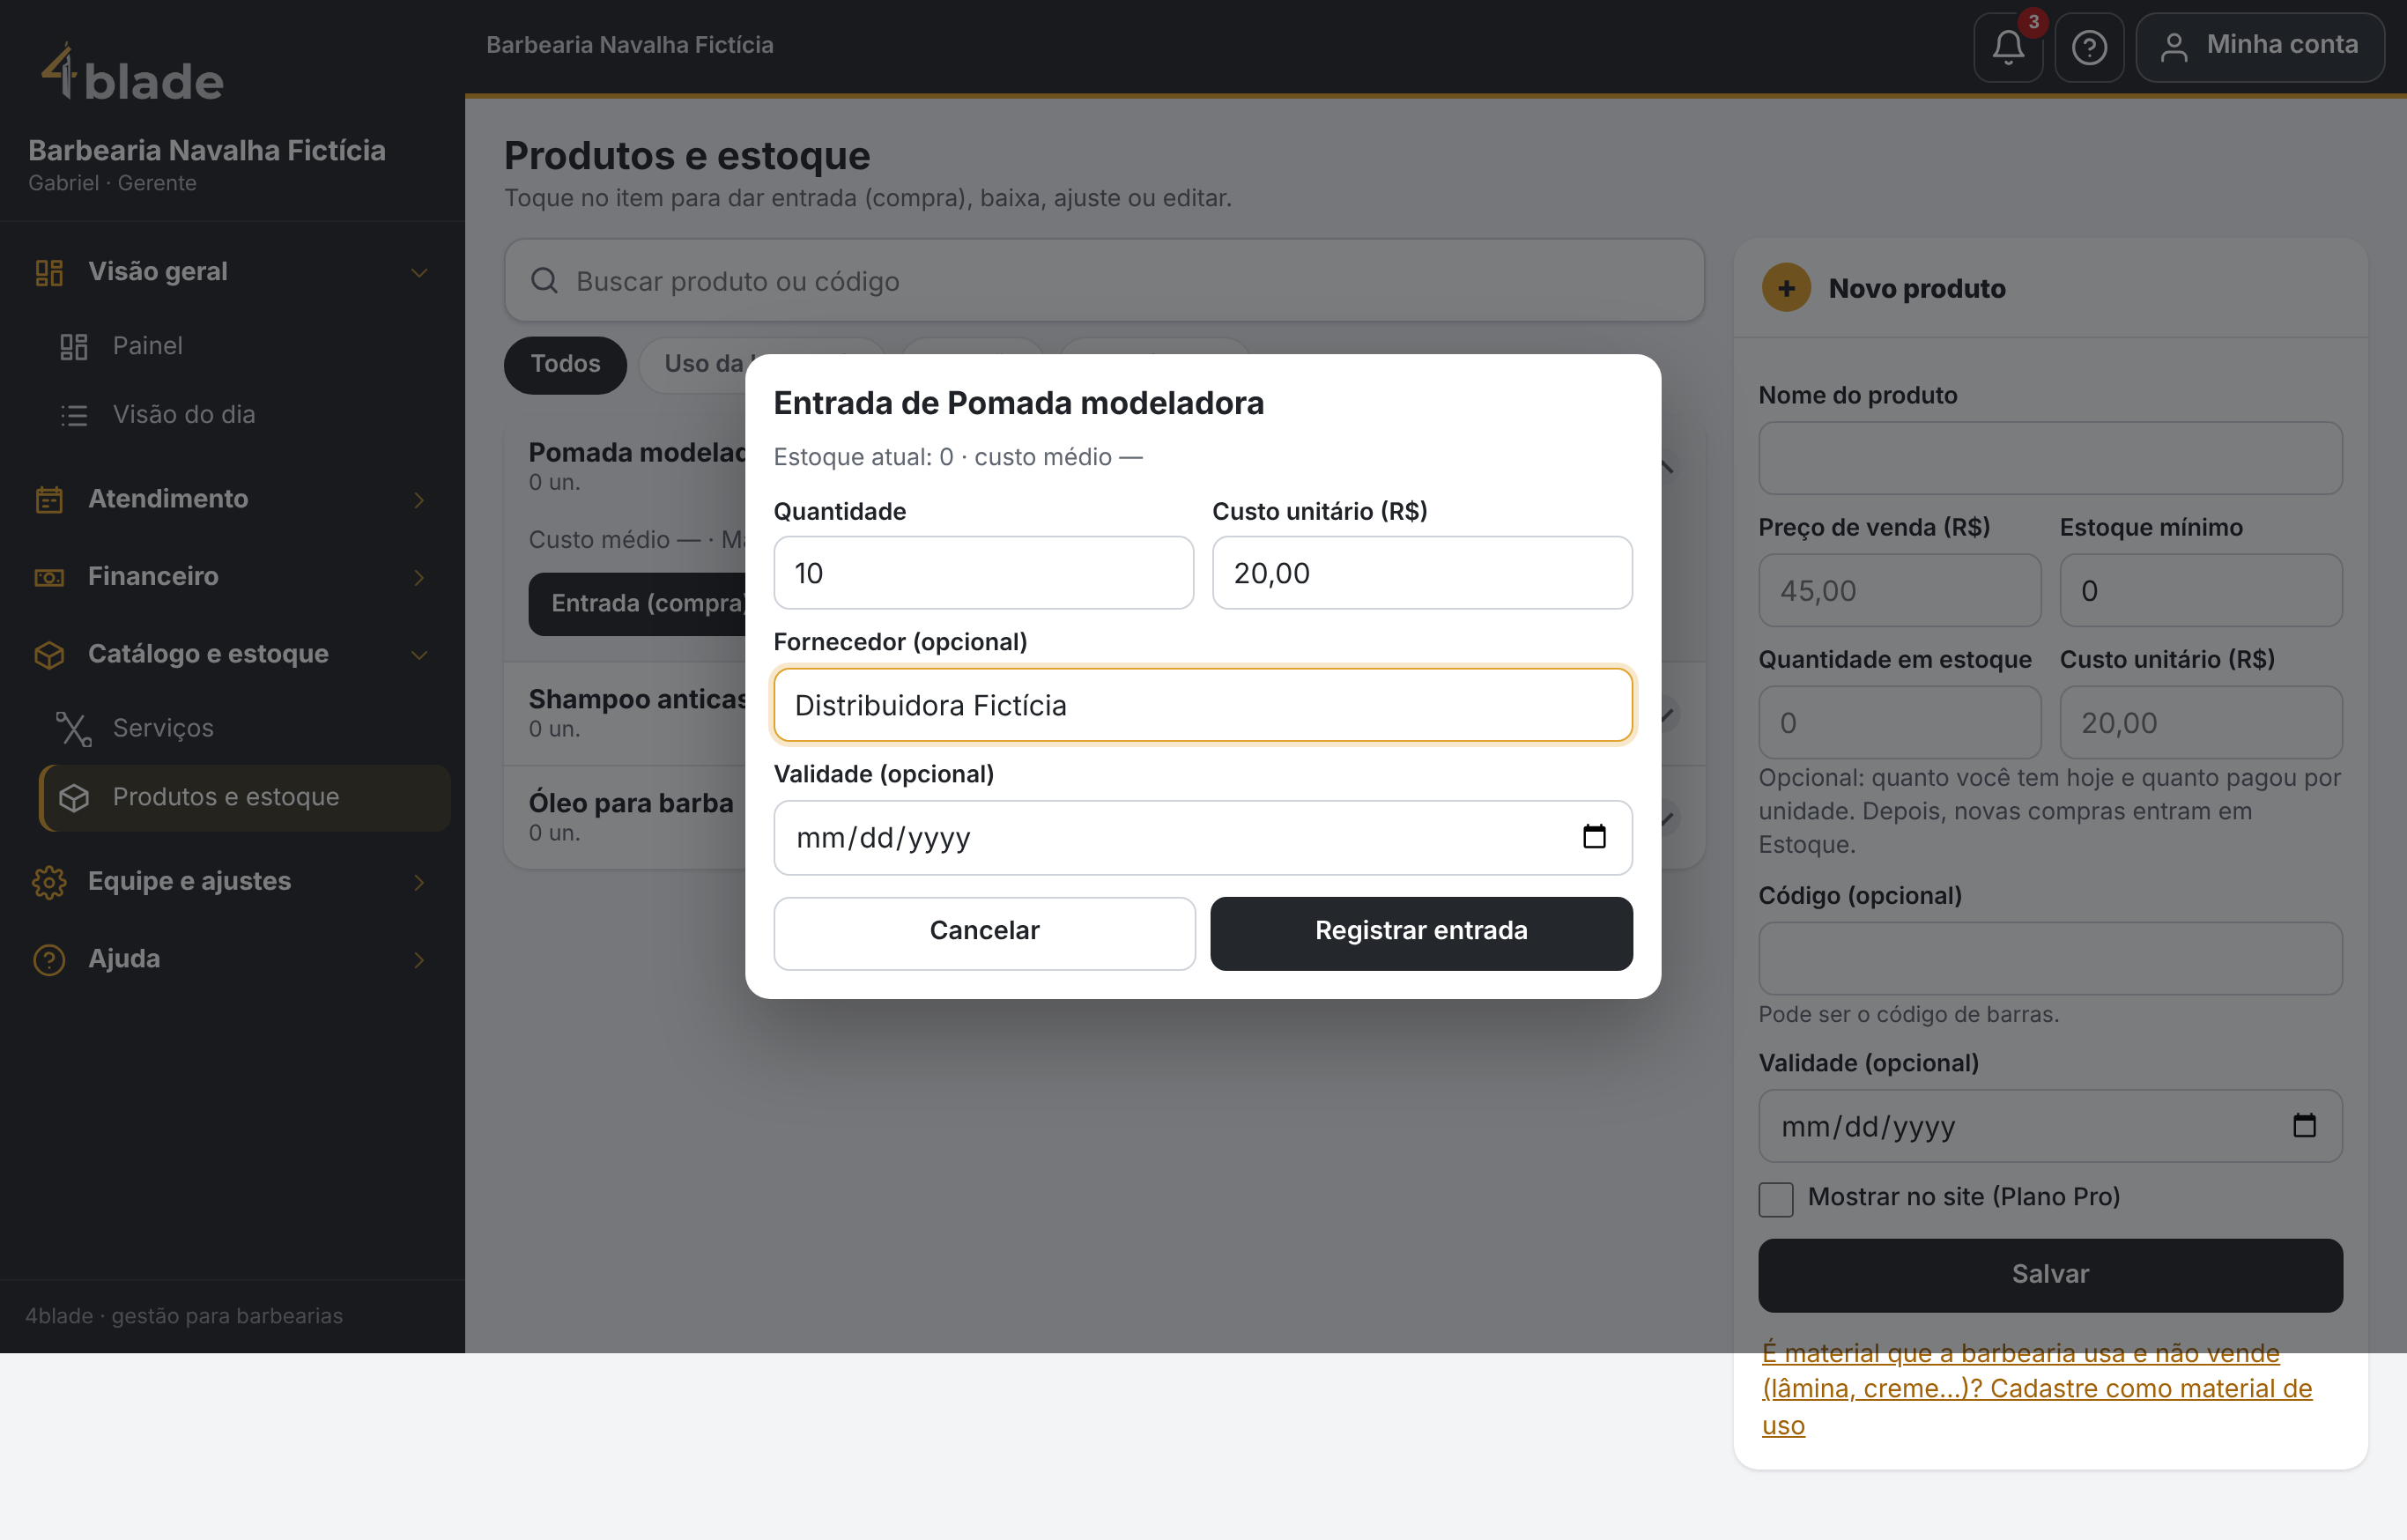 4blade
Barbearia Navalha Fictícia
Gabriel · Gerente
Visão geral
Painel
Visão do dia
Atendimento
Financeiro
Catálogo e estoque
Serviços
Produtos e estoque
Equipe e ajustes
Ajuda
4blade · gestão para barbearias
Barbearia Navalha Fictícia
3
Minha conta
Produtos e estoque
Toque no item para dar entrada (compra), baixa, ajuste ou editar.
Buscar produto ou código
Todos
Uso da
Pomada modelad
0 un.
Custo médio — ·
Entrada (compra)
Shampoo anticas
0 un.
Óleo para barba
0 un.
Entrada de Pomada modeladora
Estoque atual: 0 · custo médio —
Quantidade
Custo unitário (R$)
10
20,00
Fornecedor (opcional)
Distribuidora Fictícia
Validade (opcional)
mm/dd/yyyy
Cancelar
Registrar entrada
Novo produto
Nome do produto
Preço de venda (R$)
Estoque mínimo
45,00
0
Quantidade em estoque
Custo unitário (R$)
0
20,00
Opcional: quanto você tem hoje e quanto pagou por
unidade. Depois, novas compras entram em
Estoque.
Código (opcional)
Pode ser o código de barras.
Validade (opcional)
mm/dd/yyyy
Mostrar no site (Plano Pro)
Salvar
É material que a barbearia usa e não vende
(lâmina, creme...)? Cadastre como material de
uso